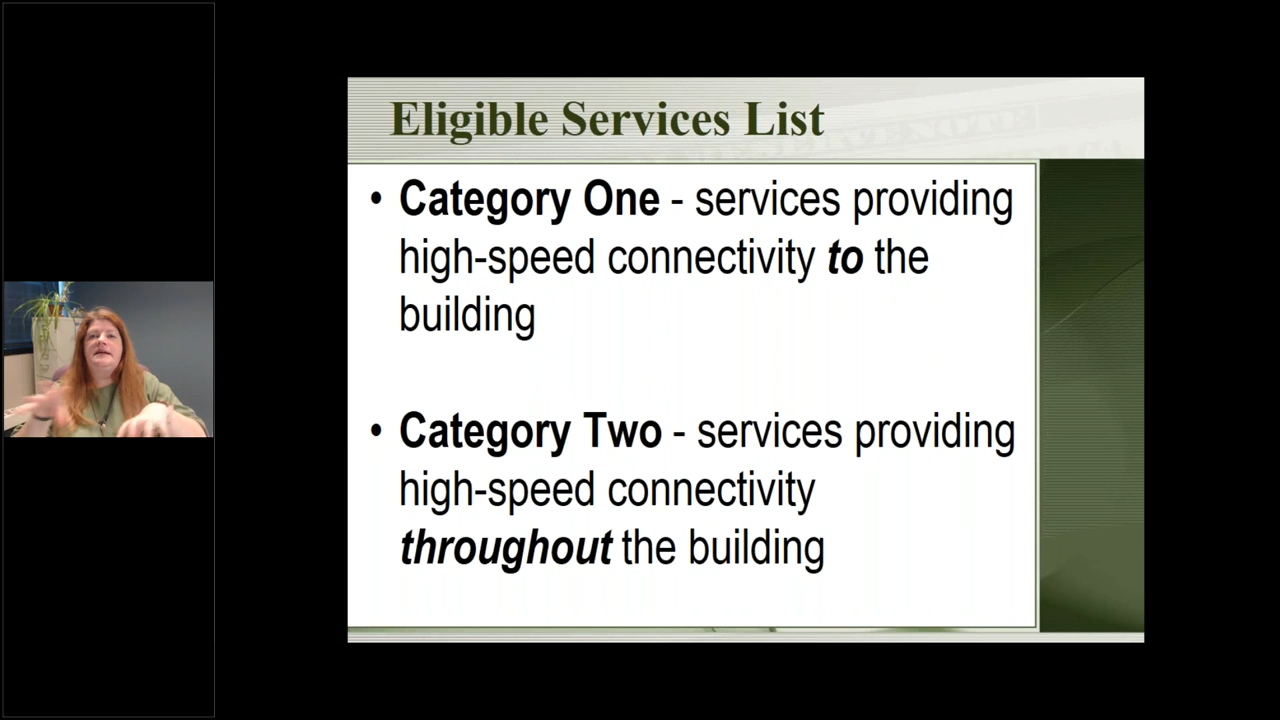 Eligible Services List
• Category One - services providing
high-speed connectivity to the
building
• Category Two - services providing
high-speed connectivity
throughout the building